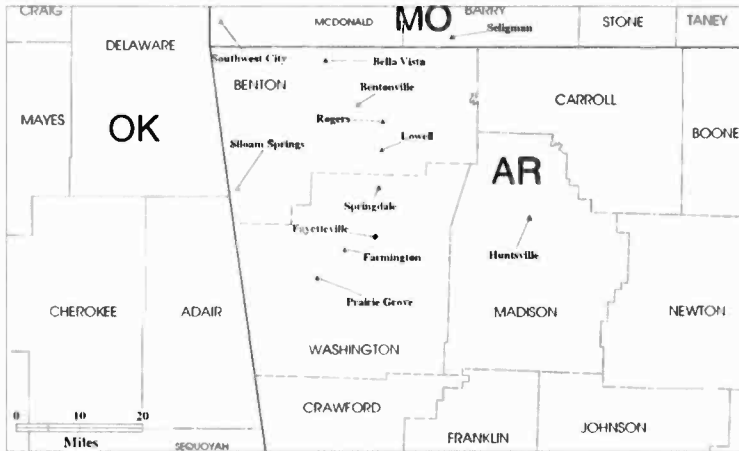 CRAIG
MCDONALD
MO
BARRY
STONE
TANEY
Seligman
DELAWARE
Southwest City
Bella Vista
BENTON
Bentonville
CARROLL
MAYES
OK
Rogers
BOONE
Lowell
Siloam Springs
AR
Springdale
Fayetteville
Huntsville
Farmington
Prairie Grove
CHEROKEE
ADAIR
MADISON
NEWTON
WASHINGTON
CRAWFORD
0 10 20
Miles
SEQUOYAH
FRANKLIN
JOHNSON